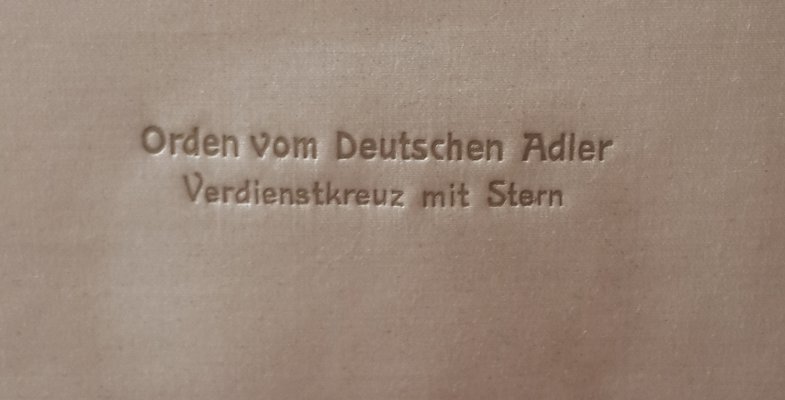 Orden vom Deutschen Adler
Verdienstkreuz mit Stern